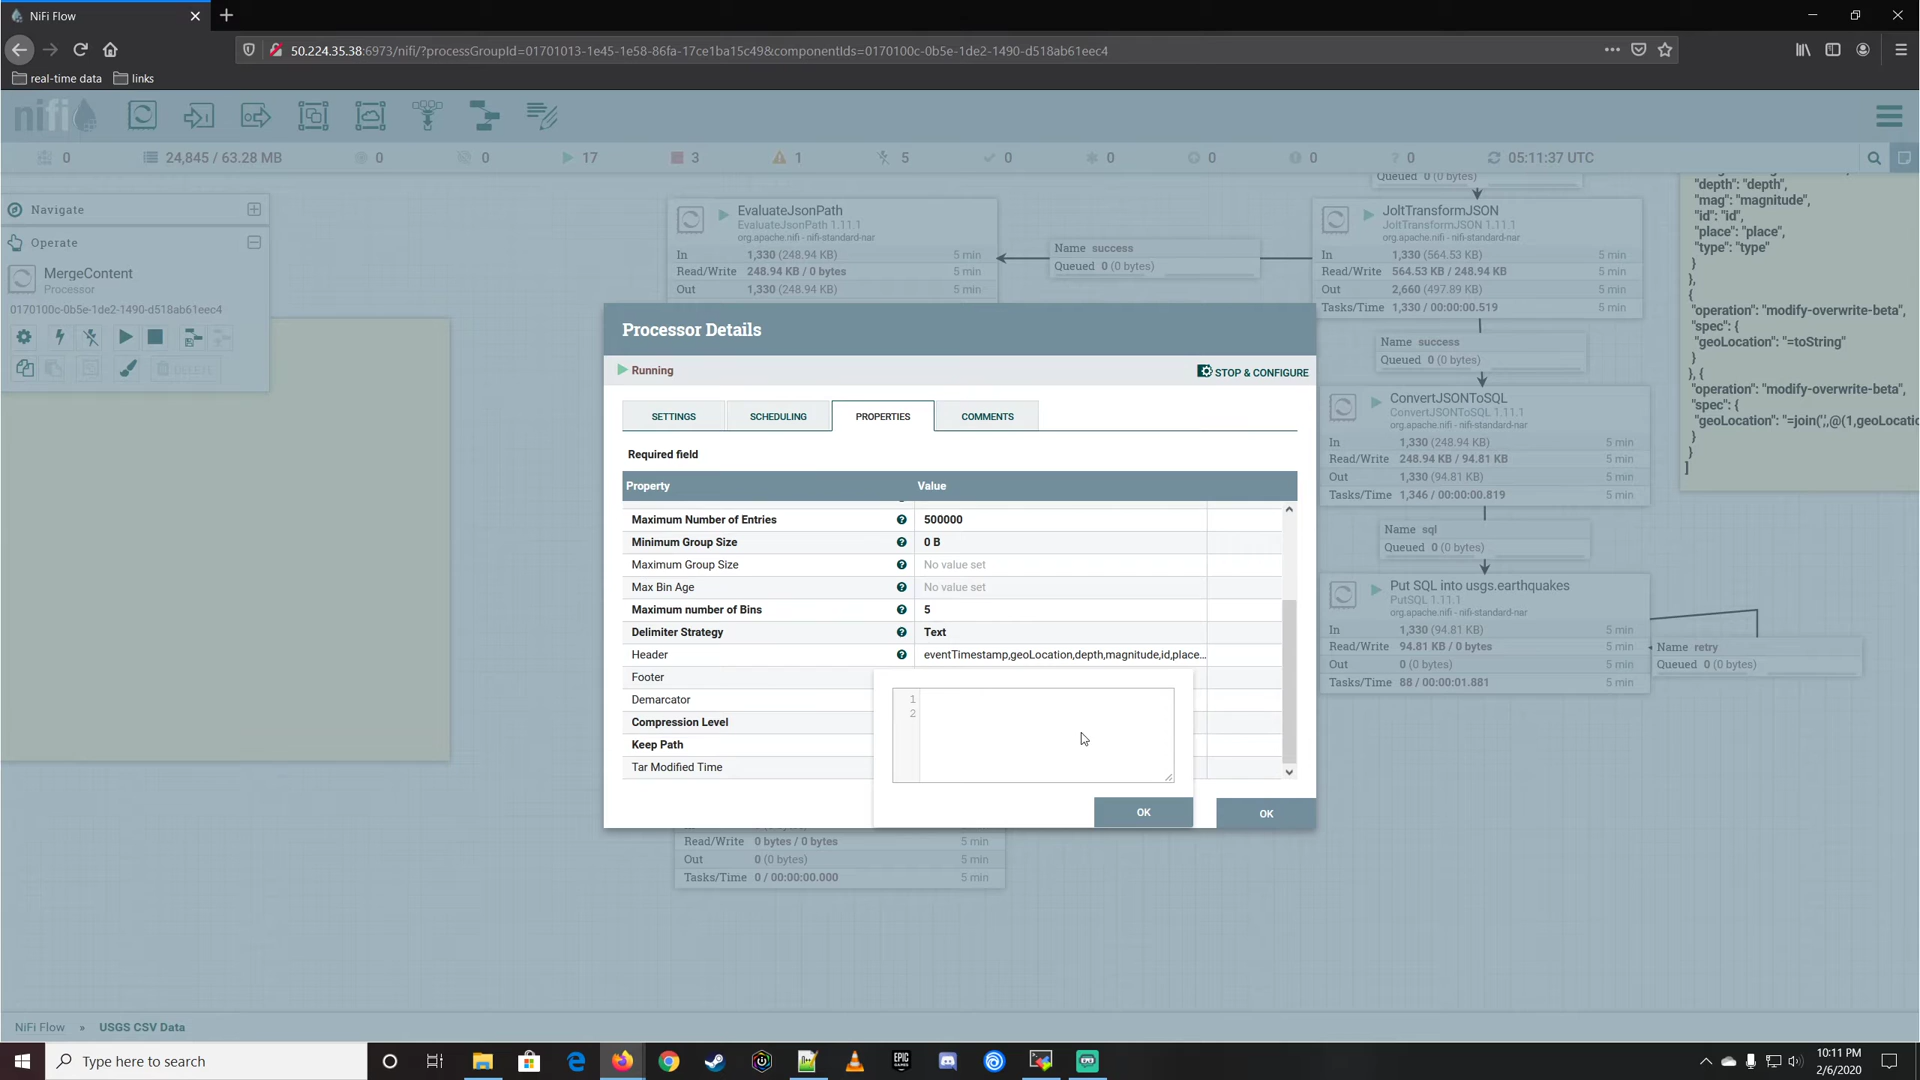 NiFi Flow
50.224.35.38:6973/nifi/?processGroupId=01701013-1e45-1e58-86fa-17ce1ba15c49&componentIds=0170100c-0b5e-1de2-1490-d518ab61eec4
real-time data
links
nifi
0
24,845 / 63.28 MB
0
0
17
3
1
5
0
0
0
0
0
05:11:37 UTC
Navigate
Operate
MergeContent
Processor
0170100c-0b5e-1de2-1490-d518ab61eec4
DELETE
EvaluateJsonPath
EvaluateJsonPath 1.11.1
org.apache.nifi - nifi-standard-nar
In 1,330 (248.94 KB) 5 min
Read/Write 248.94 KB / 0 bytes 5 min
Out 1,330 (248.94 KB) 5 min
Name success
Queued 0 (0 bytes)
Queued 0 (0 bytes)
JoltTransformJSON
JoltTransformJSON 1.11.1
org.apache.nifi - nifi-standard-nar
In 1,330 (564.53 KB) 5 min
Read/Write 564.53 KB / 248.94 KB 5 min
Out 2,660 (497.89 KB) 5 min
Tasks/Time 1,330 / 00:00:00.519 5 min
Name success
Queued 0 (0 bytes)
ConvertJSONToSQL
ConvertJSONToSQL 1.11.1
org.apache.nifi - nifi-standard-nar
In 1,330 (248.94 KB) 5 min
Read/Write 248.94 KB / 94.81 KB 5 min
Out 1,330 (94.81 KB) 5 min
Tasks/Time 1,346 / 00:00:00.819 5 min
Name sql
Queued 0 (0 bytes)
Put SQL into usgs.earthquakes
PutSQL 1.11.1
org.apache.nifi - nifi-standard-nar
In 1,330 (94.81 KB) 5 min
Read/Write 94.81 KB / 0 bytes 5 min
Out 0 (0 bytes) 5 min
Tasks/Time 88 / 00:00:01.881 5 min
Name retry
Queued 0 (0 bytes)
"depth": "depth",
"mag": "magnitude",
"id": "id",
"place": "place",
"type": "type"
}
},
{
"operation": "modify-overwrite-beta",
"spec": {
"geoLocation": "=toString"
}
}, {
"operation": "modify-overwrite-beta",
"spec": {
"geoLocation": "=join(',',@(1,geoLocatio
}
}
]
Processor Details
Running
STOP & CONFIGURE
SETTINGS
SCHEDULING
PROPERTIES
COMMENTS
Required field
Property Value
Maximum Number of Entries 500000
Minimum Group Size 0 B
Maximum Group Size No value set
Max Bin Age No value set
Maximum number of Bins 5
Delimiter Strategy Text
Header eventTimestamp,geoLocation,depth,magnitude,id,place...
Footer
Demarcator
Compression Level
Keep Path
Tar Modified Time
1
2
OK
OK
Read/Write 0 bytes / 0 bytes 5 min
Out 0 (0 bytes) 5 min
Tasks/Time 0 / 00:00:00.000 5 min
NiFi Flow » USGS CSV Data
Type here to search
10:11 PM
2/6/2020